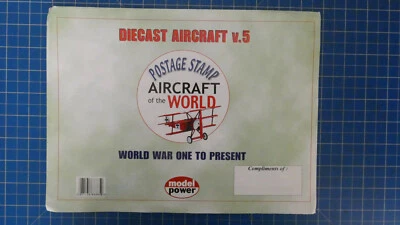 DIECAST AIRCRAFT v.5
POSTAGE STAMP
AIRCRAFT
of the WORLD
WORLD WAR ONE TO PRESENT
Compliments of:
model
power